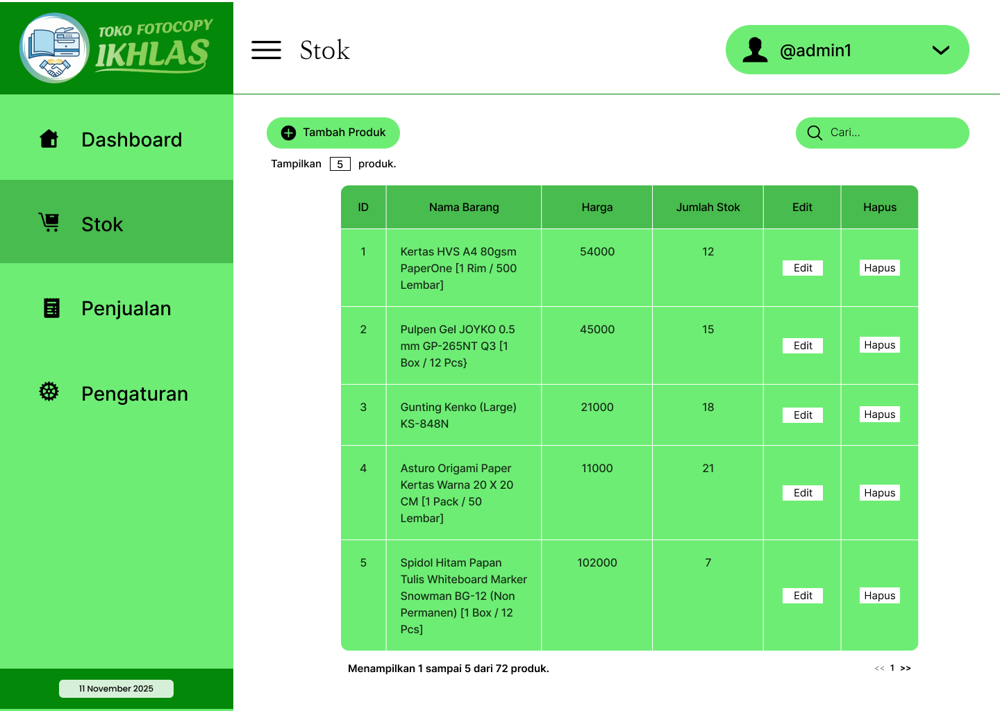 TOKO FOTOCOPY
IKHLAS
Stok
@admin1
Dashboard
Stok
Penjualan
Pengaturan
11 November 2025
Tambah Produk
Cari...
Tampilkan 5 produk.
ID Nama Barang Harga Jumlah Stok Edit Hapus
1 Kertas HVS A4 80gsm 54000 12
PaperOne [1 Rim / 500 Edit Hapus
Lembar]
2 Pulpen Gel JOYKO 0.5 45000 15
mm GP-265NT Q3 [1 Edit Hapus
Box / 12 Pcs}
3 Gunting Kenko (Large) 21000 18
KS-848N Edit Hapus
4 Asturo Origami Paper 11000 21
Kertas Warna 20 X 20
CM [1 Pack / 50 Edit Hapus
Lembar]
5 Spidol Hitam Papan 102000 7
Tulis Whiteboard Marker
Snowman BG-12 (Non Edit Hapus
Permanen) [1 Box / 12
Pcs]
Menampilkan 1 sampai 5 dari 72 produk.
<< 1 >>